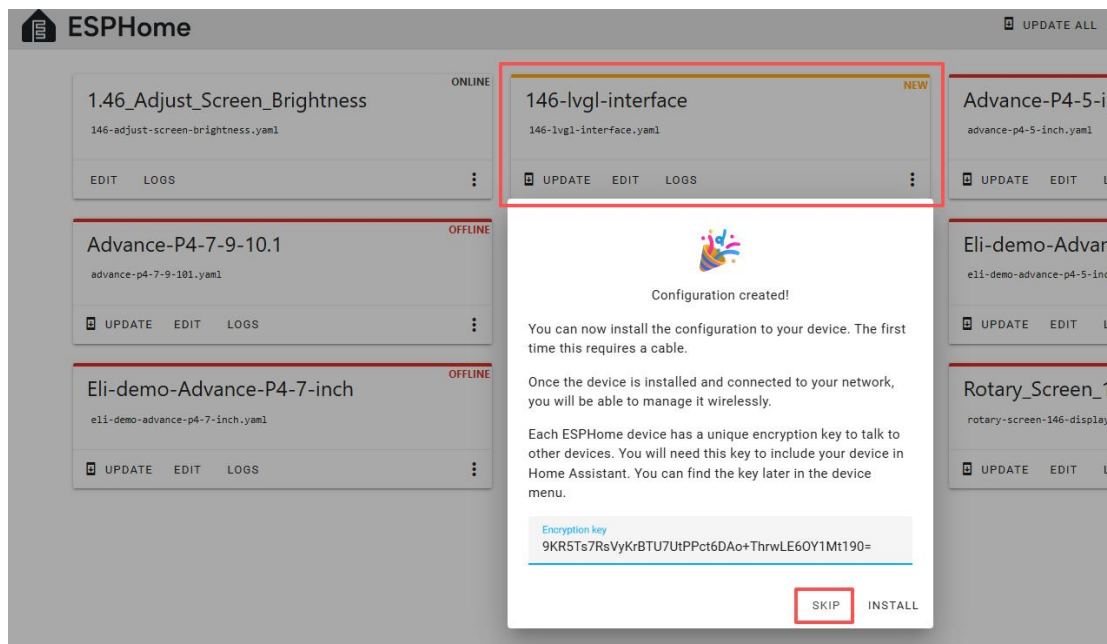 ESPHome
UPDATE ALL
ONLINE
1.46_Adjust_Screen_Brightness
146-adjust-screen-brightness.yaml
EDIT LOGS
NEW
146-lvgl-interface
146-lvgl-interface.yaml
UPDATE EDIT LOGS
Advance-P4-5-i
advance-p4-5-inch.yaml
UPDATE EDIT L
OFFLINE
Advance-P4-7-9-10.1
advance-p4-7-9-101.yaml
UPDATE EDIT LOGS
Eli-demo-Advar
eli-demo-advance-p4-5-inc
UPDATE EDIT L
OFFLINE
Eli-demo-Advance-P4-7-inch
eli-demo-advance-p4-7-inch.yaml
UPDATE EDIT LOGS
Rotary_Screen_1
rotary-screen-146-display
UPDATE EDIT L
Configuration created!
You can now install the configuration to your device. The first
time this requires a cable.
Once the device is installed and connected to your network,
you will be able to manage it wirelessly.
Each ESPHome device has a unique encryption key to talk to
other devices. You will need this key to include your device in
Home Assistant. You can find the key later in the device
menu.
Encryption key
9KR5Ts7RsVyKrBTU7UtPPct6DAo+ThrwLE6OY1Mt190=
SKIP INSTALL